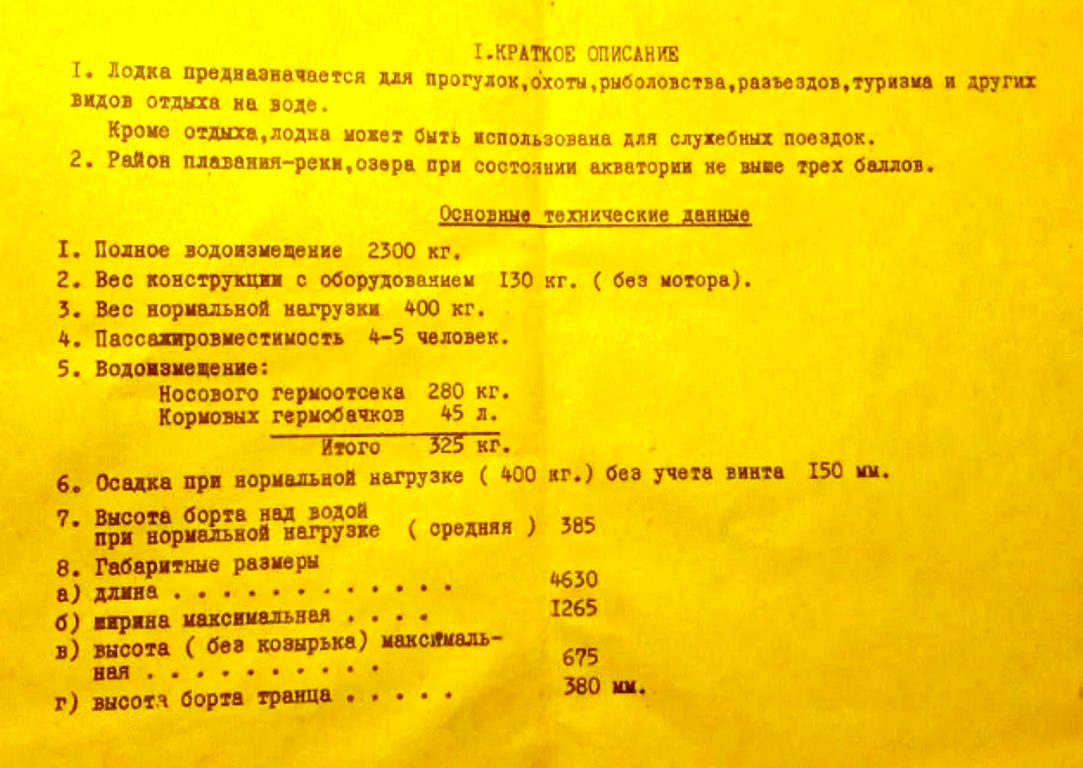 I.КРАТКОЕ ОПИСАНИЕ
I. Лодка предназначается для прогулок,охоты,рыболовства,разъездов,туризма и других
видов отдыха на воде.
Кроме отдыха,лодка может быть использована для служебных поездок.
2. Район плавания-реки,озера при состоянии акватории не выше трех баллов.
Основные технические данные
I. Полное водоизмещение 2300 кг.
2. Вес конструкции с оборудованием I30 кг. ( без мотора).
3. Вес нормальной нагрузки 400 кг.
4. Пассажировместимость 4-5 человек.
5. Водоизмещение:
Носового гермоотсека 280 кг.
Кормовых гермобачков 45 л.
Итого 325 кг.
6. Осадка при нормальной нагрузке ( 400 кг.) без учета винта I50 мм.
7. Высота борта над водой
при нормальной нагрузке ( средняя ) 385
8. Габаритные размеры
а) длина . . . . . . . . . . . . 4630
б) ширина максимальная . . . . I265
в) высота ( без козырька) максималь-
ная . . . . . . . . . . 675
г) высота борта транца . . . . . 380 мм.